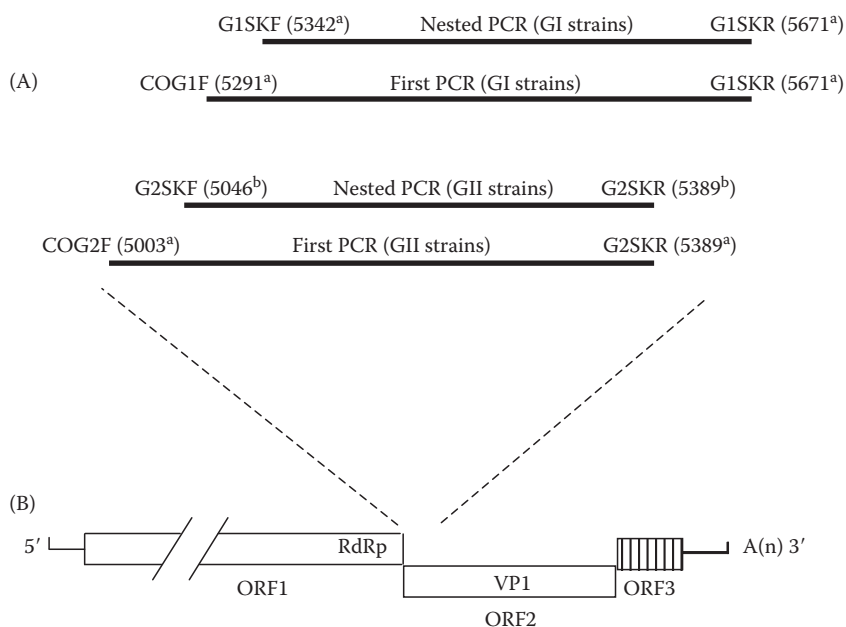 G1SKF (5342ᵃ) Nested PCR (GI strains) G1SKR (5671ᵃ)
(A) COG1F (5291ᵃ) First PCR (GI strains) G1SKR (5671ᵃ)
G2SKF (5046ᵇ) Nested PCR (GII strains) G2SKR (5389ᵇ)
COG2F (5003ᵃ) First PCR (GII strains) G2SKR (5389ᵃ)
(B)
5′ RdRp A(n) 3′
ORF1 VP1 ORF3
ORF2